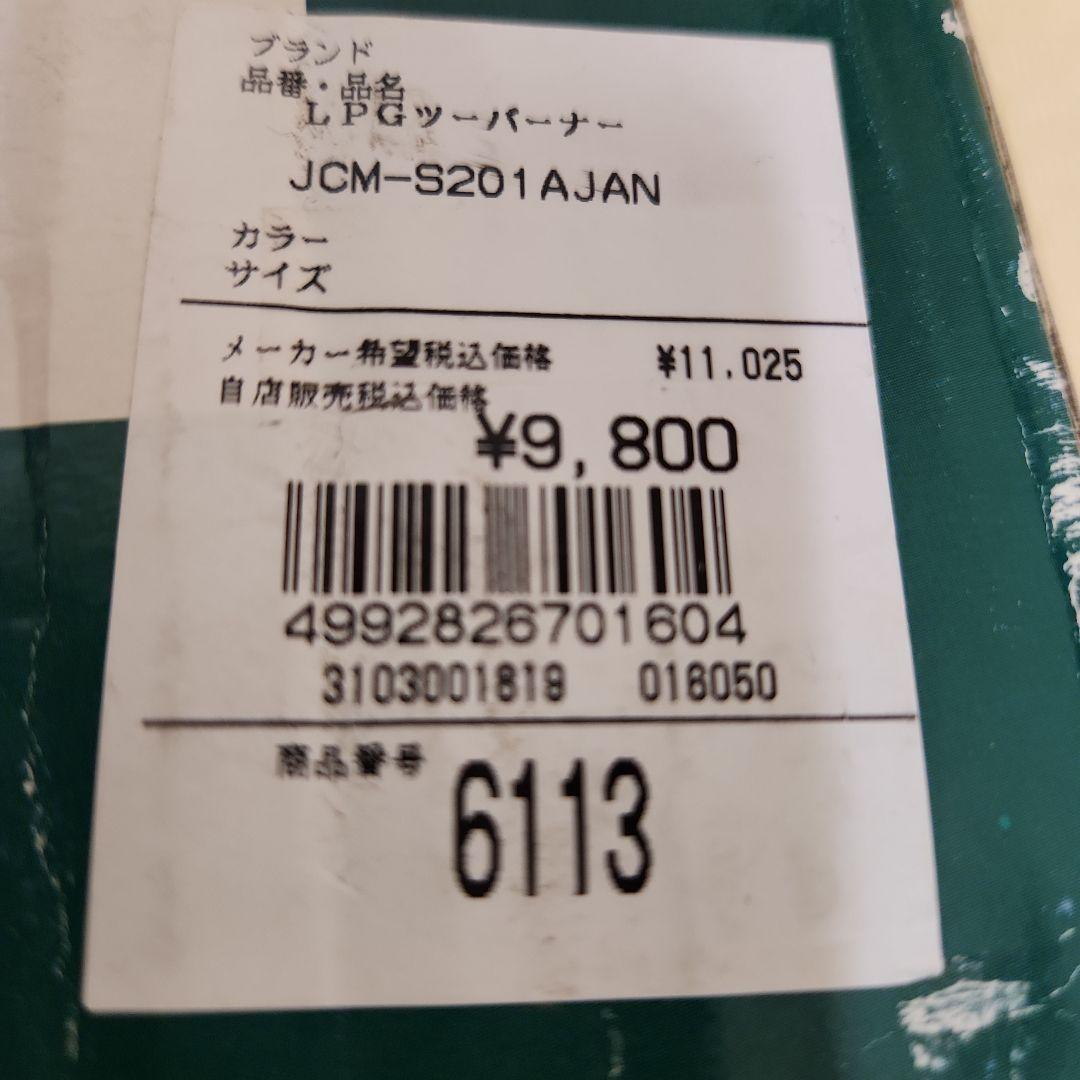 ブランド
品番・品名
LPGツーバーナー
JCM-S201AJAN
カラー
サイズ
メーカー希望税込価格 ¥11.025
自店販売税込価格
¥9,800
4992826701604
3103001819 016050
商品番号 6113